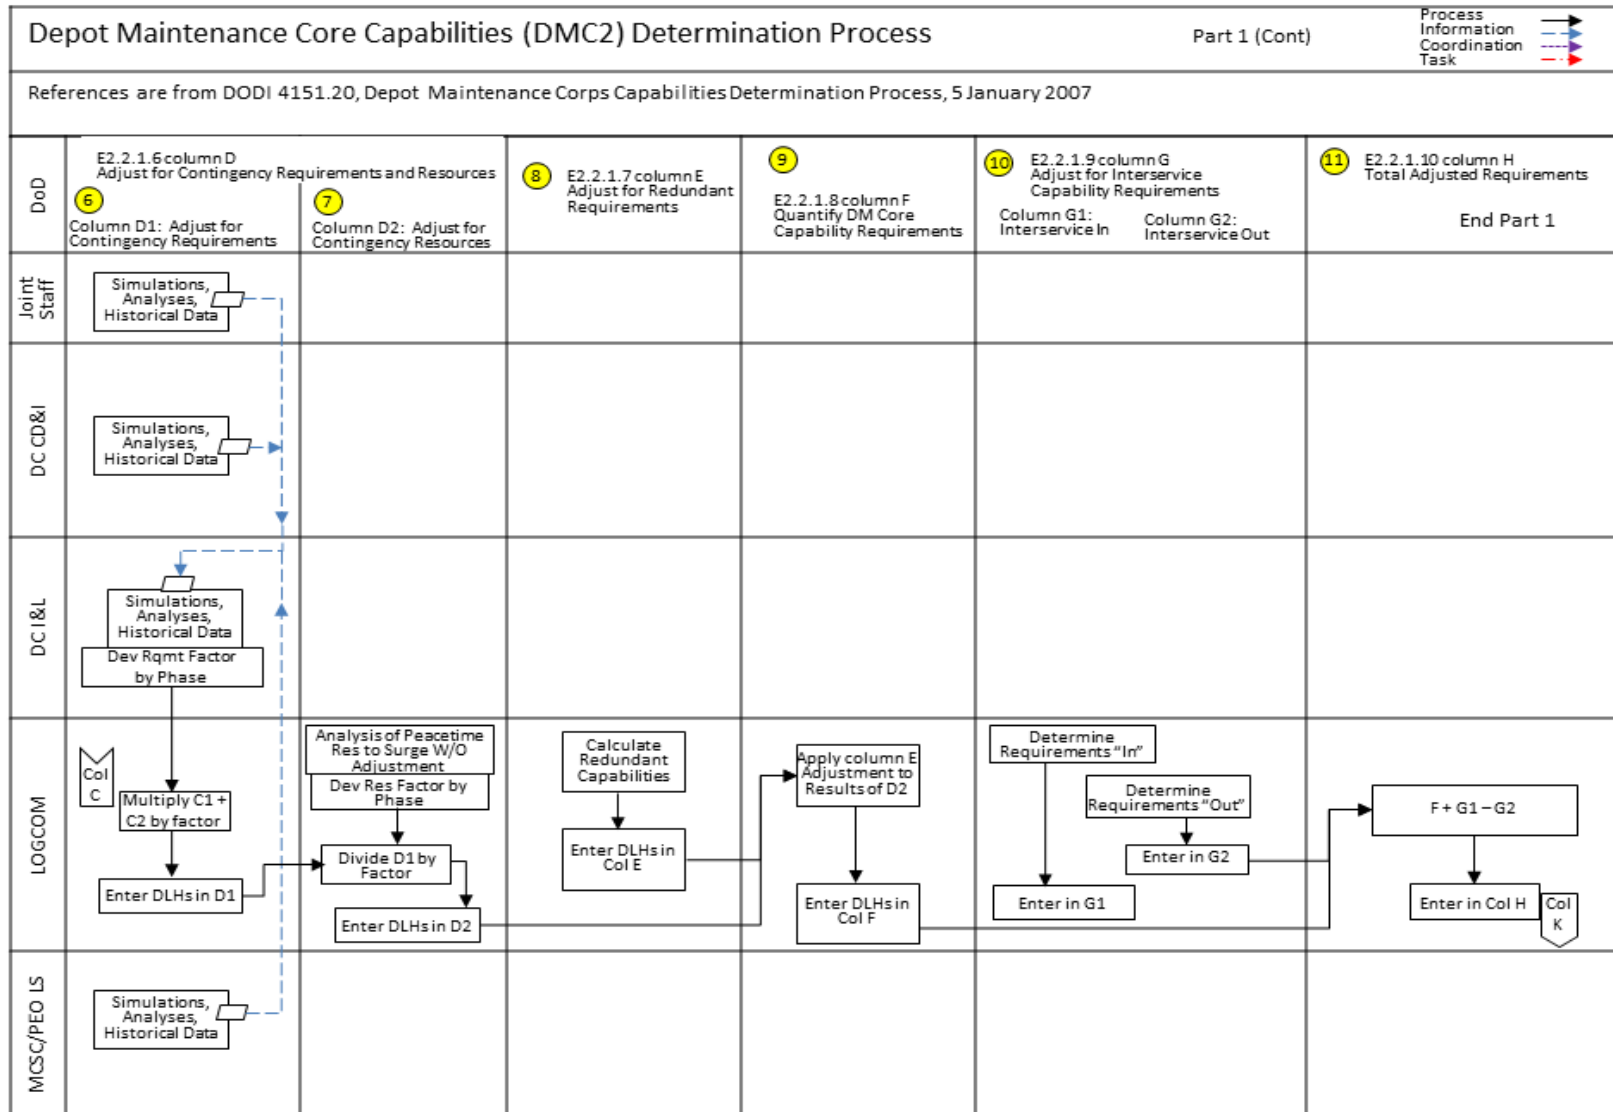 Depot Maintenance Core Capabilities (DMC2) Determination Process
Part 1 (Cont)
Process
Information
Coordination
Task
References are from DODI 4151.20, Depot Maintenance Corps Capabilities Determination Process, 5 January 2007
DoD
E2.2.1.6 column D
Adjust for Contingency Requirements and Resources
6
Column D1: Adjust for
Contingency Requirements
7
Column D2: Adjust for
Contingency Resources
8
E2.2.1.7 column E
Adjust for Redundant
Requirements
9
E2.2.1.8 column F
Quantify DM Core
Capability Requirements
10
E2.2.1.9 column G
Adjust for Interservice
Capability Requirements
Column G1:
Interservice In
Column G2:
Interservice Out
11
E2.2.1.10 column H
Total Adjusted Requirements
End Part 1
Joint
Staff
Simulations,
Analyses,
Historical Data
DC CD&I
Simulations,
Analyses,
Historical Data
DC I&L
Simulations,
Analyses,
Historical Data
Dev Rqmt Factor
by Phase
LOGCOM
Col
C
Multiply C1 +
C2 by factor
Enter DLHs in D1
Analysis of Peacetime
Res to Surge W/O
Adjustment
Dev Res Factor by
Phase
Divide D1 by
Factor
Enter DLHs in D2
Calculate
Redundant
Capabilities
Enter DLHs in
Col E
Apply column E
Adjustment to
Results of D2
Enter DLHs in
Col F
Determine
Requirements "In"
Enter in G1
Determine
Requirements "Out"
Enter in G2
F + G1 – G2
Enter in Col H
Col
K
MCSC/PEO LS
Simulations,
Analyses,
Historical Data